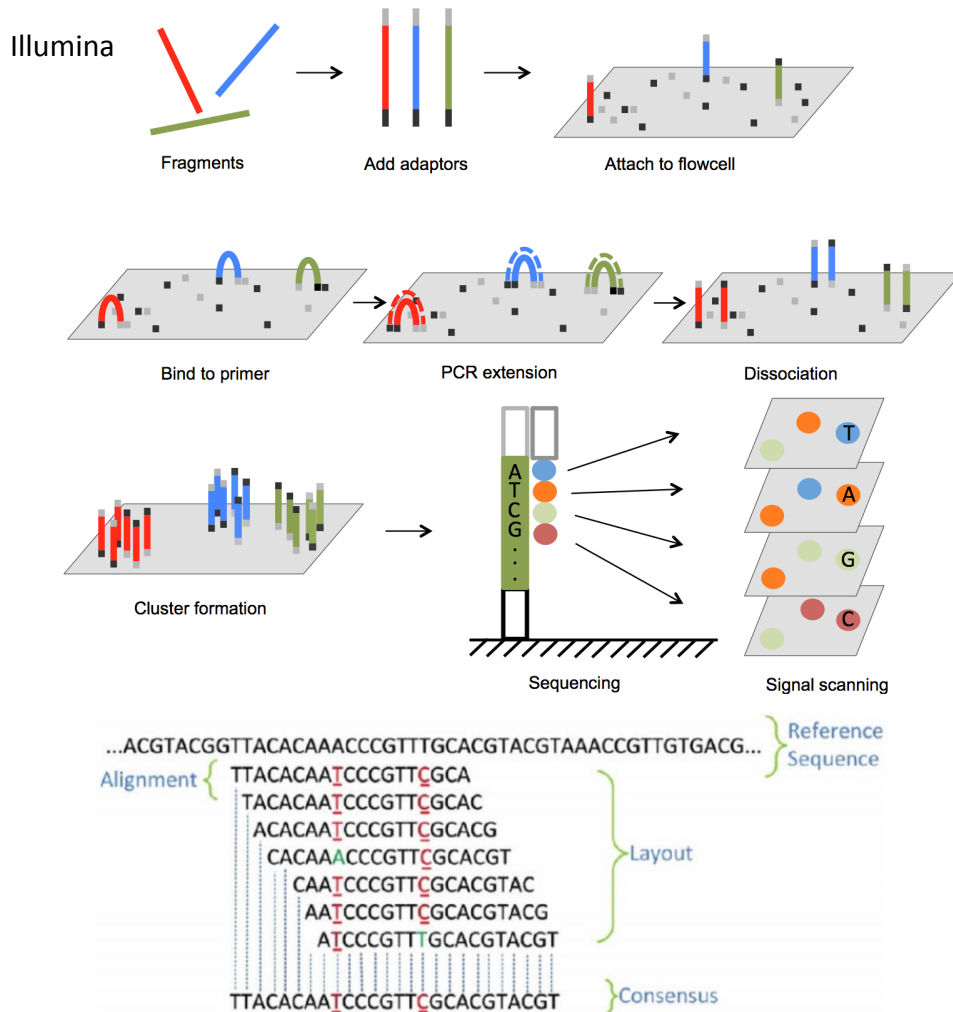 Illumina
Fragments
Add adaptors
Attach to flowcell
Bind to primer
PCR extension
Dissociation
Cluster formation
A
T
C
G
.
.
.
Sequencing
T
A
G
C
Signal scanning
...ACGTACGGTTACACAAACCCGTTTGCACGTACGTAAACCGTTGTGACG...
Reference
Sequence
Alignment
TTACACAATCCCGTTCGCA
TACACAATCCCGTTCGCAC
ACACAATCCCGTTCGCACG
CACAAACCCGTTCGCACGT
CAATCCCGTTCGCACGTAC
AATCCCGTTCGCACGTACG
ATCCCGTTTGCACGTACGT
Layout
TTACACAATCCCGTTCGCACGTACGT
Consensus